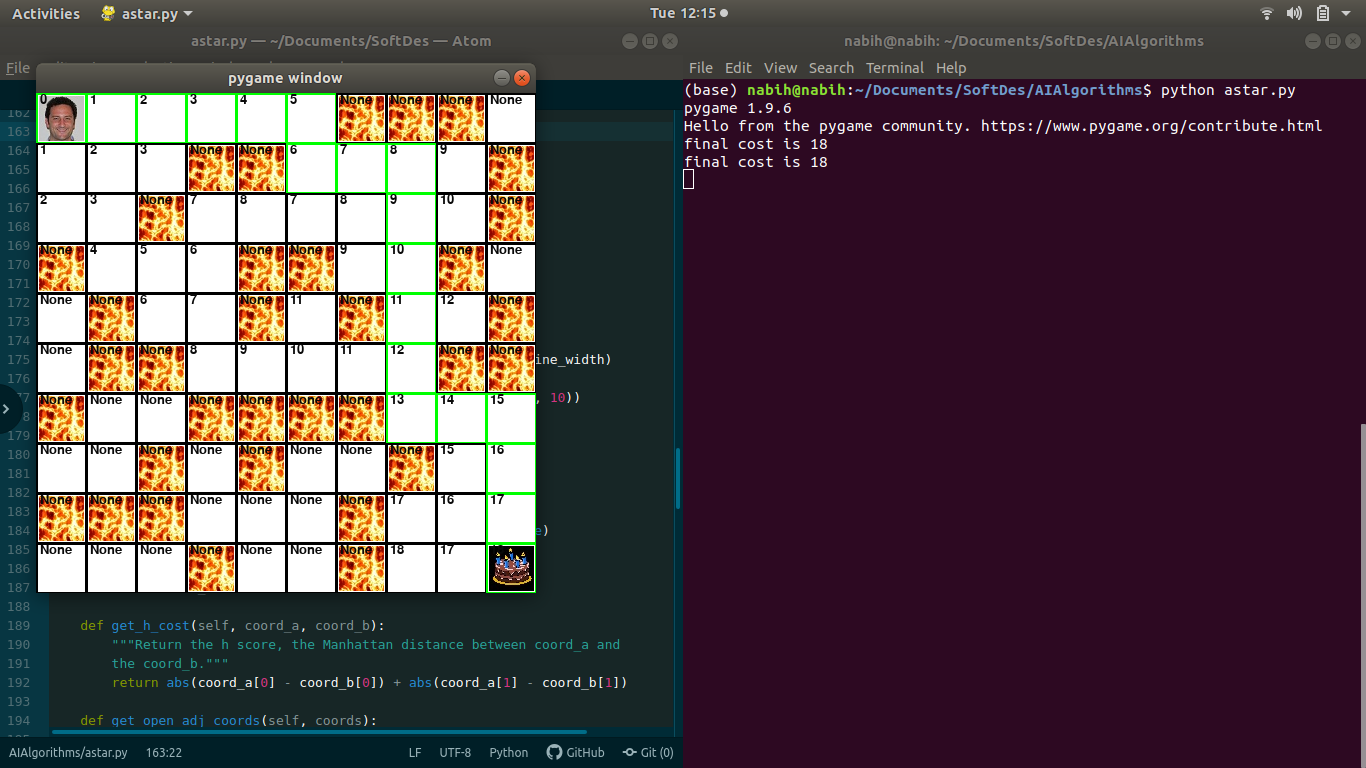 Activities astar.py Tue 12:15
astar.py — ~/Documents/SoftDes — Atom
nabih@nabih: ~/Documents/SoftDes/AIAlgorithms
File
File Edit View Search Terminal Help
pygame window
0 1 2 3 4 5 None None None None
1 2 3 None None 6 7 8 9 None
2 3 None 7 8 7 8 9 10 None
None 4 5 6 None None 9 10 None None
None None 6 7 None 11 None 11 12 None
None None None 8 9 10 11 12 None None
None None None None None None None 13 14 15
None None None None None None None None 15 16
None None None None None None None 17 16 17
None None None None None None None 18 17
(base) nabih@nabih:~/Documents/SoftDes/AIAlgorithms$ python astar.py
pygame 1.9.6
Hello from the pygame community. https://www.pygame.org/contribute.html
final cost is 18
final cost is 18
162
163
164
165
166
167
168
169
170
171
172
173
174
175 ine_width)
176
, 10))
179
180
181
182
183
184 e)
185
186
187
188
189 def get_h_cost(self, coord_a, coord_b):
190 """Return the h score, the Manhattan distance between coord_a and
191 the coord_b."""
192 return abs(coord_a[0] - coord_b[0]) + abs(coord_a[1] - coord_b[1])
193
194 def get_open_adj_coords(self, coords):
AIAlgorithms/astar.py 163:22 LF UTF-8 Python GitHub Git (0)